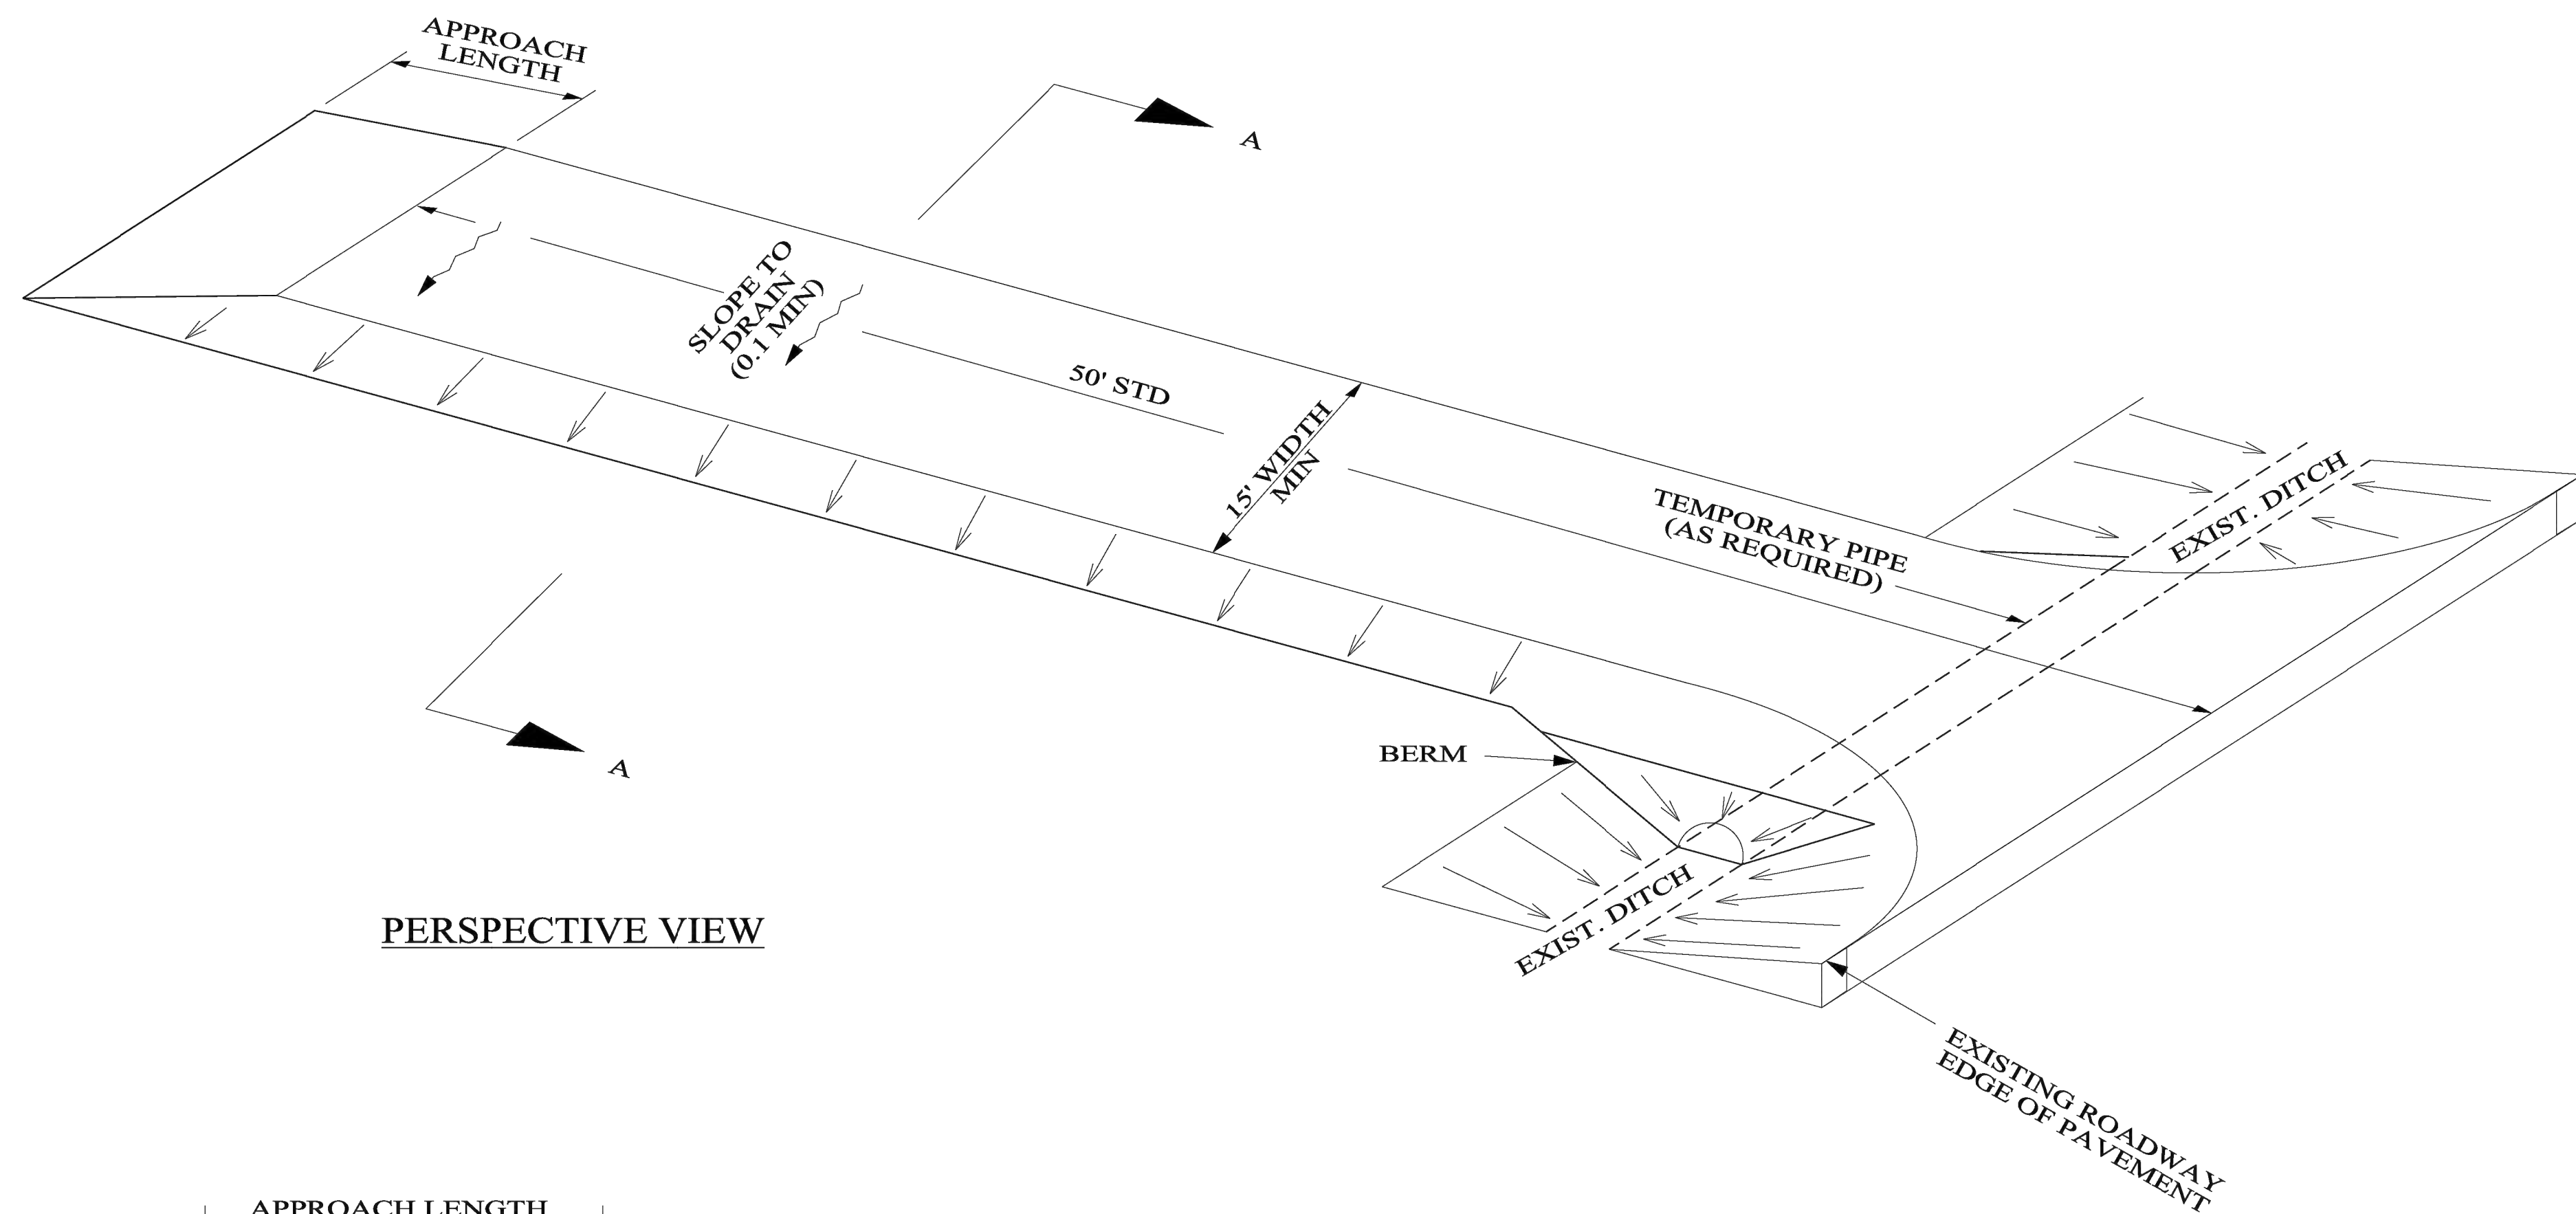 APPROACH
LENGTH
A
SLOPE TO
DRAIN
(0.1 MIN)
50' STD
15' WIDTH
MIN
TEMPORARY PIPE
(AS REQUIRED)
EXIST. DITCH
A
BERM
EXIST. DITCH
PERSPECTIVE VIEW
EXISTING ROADWAY
EDGE OF PAVEMENT
APPROACH LENGTH